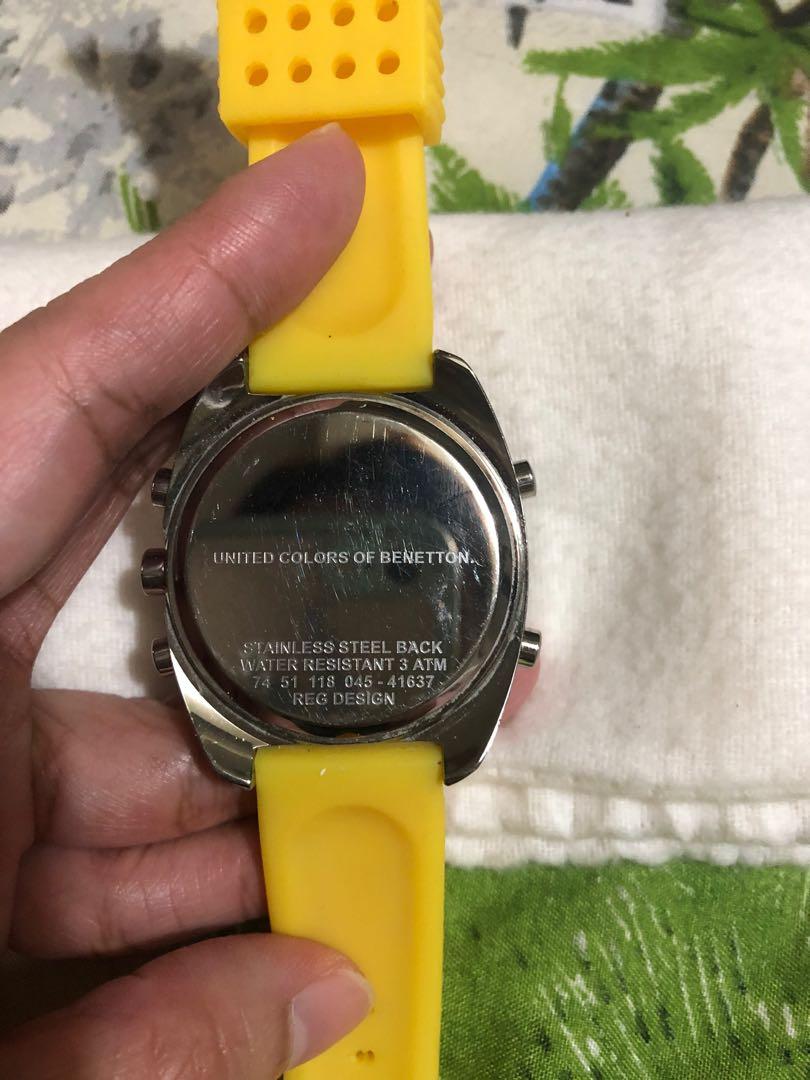 UNITED COLORS OF BENETTON.
STAINLESS STEEL BACK
WATER RESISTANT 3 ATM
74 51 118 045 - 41637
REG DESIGN